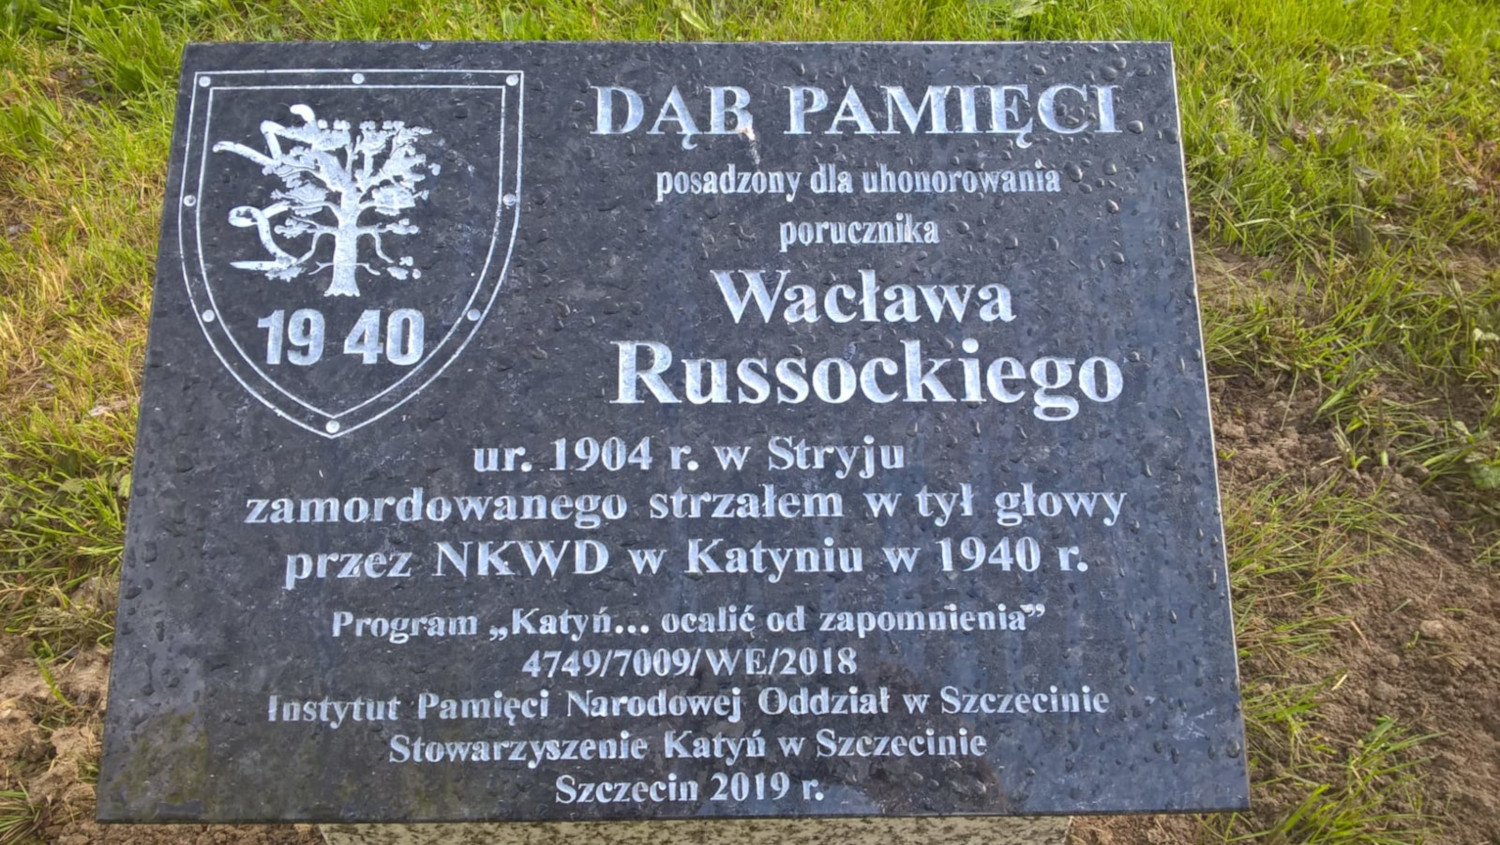 DĄB PAMIĘCI
posadzony dla uhonorowania
porucznika
Wacława
Russockiego
19 40
ur. 1904 r. w Stryju
zamordowanego strzałem w tył głowy
przez NKWD w Katyniu w 1940 r.
Program „Katyń... ocalić od zapomnienia”
4749/7009/WE/2018
Instytut Pamięci Narodowej Oddział w Szczecinie
Stowarzyszenie Katyń w Szczecinie
Szczecin 2019 r.